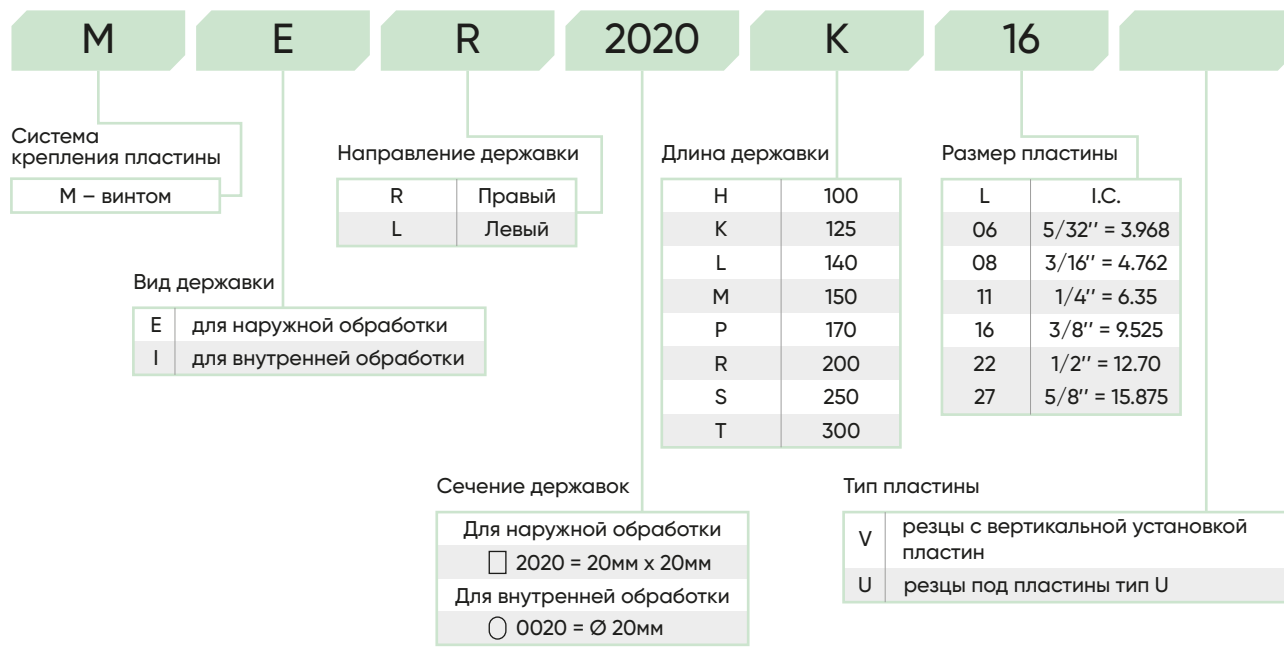 M E R 2020 K 16
Система
крепления пластины
М – винтом
Направление державки
R Правый
L Левый
Длина державки
H 100
K 125
L 140
M 150
P 170
R 200
S 250
T 300
Размер пластины
L I.C.
06 5/32'' = 3.968
08 3/16'' = 4.762
11 1/4'' = 6.35
16 3/8'' = 9.525
22 1/2'' = 12.70
27 5/8'' = 15.875
Вид державки
E для наружной обработки
I для внутренней обработки
Сечение державок
Для наружной обработки
2020 = 20мм x 20мм
Для внутренней обработки
0020 = Ø 20мм
Тип пластины
V резцы с вертикальной установкой
пластин
U резцы под пластины тип U